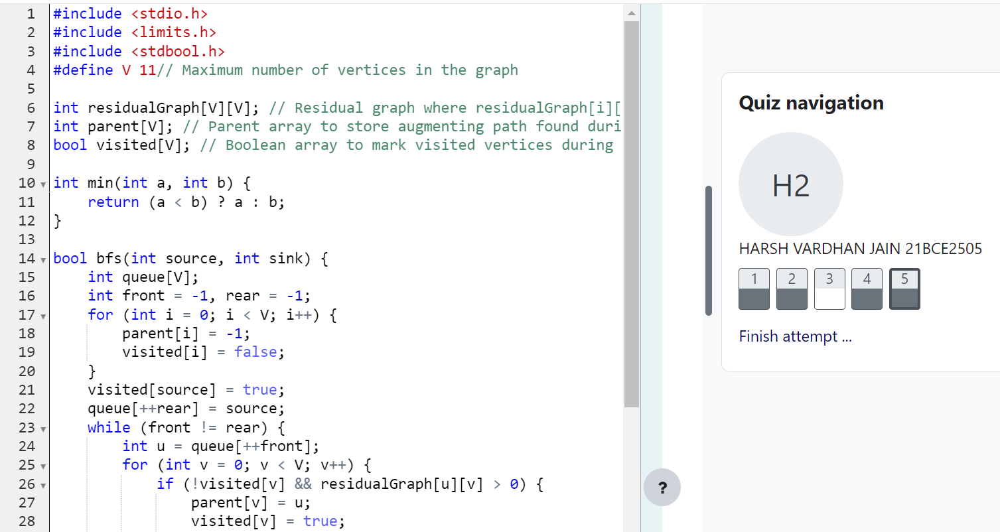 1 #include <stdio.h>
2 #include <limits.h>
3 #include <stdbool.h>
4 #define V 11// Maximum number of vertices in the graph
5
6 int residualGraph[V][V]; // Residual graph where residualGraph[i][
7 int parent[V]; // Parent array to store augmenting path found duri
8 bool visited[V]; // Boolean array to mark visited vertices during
9
10 int min(int a, int b) {
11     return (a < b) ? a : b;
12 }
13
14 bool bfs(int source, int sink) {
15     int queue[V];
16     int front = -1, rear = -1;
17     for (int i = 0; i < V; i++) {
18         parent[i] = -1;
19         visited[i] = false;
20     }
21     visited[source] = true;
22     queue[++rear] = source;
23     while (front != rear) {
24         int u = queue[++front];
25         for (int v = 0; v < V; v++) {
26             if (!visited[v] && residualGraph[u][v] > 0) {
27                 parent[v] = u;
28                 visited[v] = true;
?
Quiz navigation
H2
HARSH VARDHAN JAIN 21BCE2505
1 2 3 4 5
Finish attempt ...